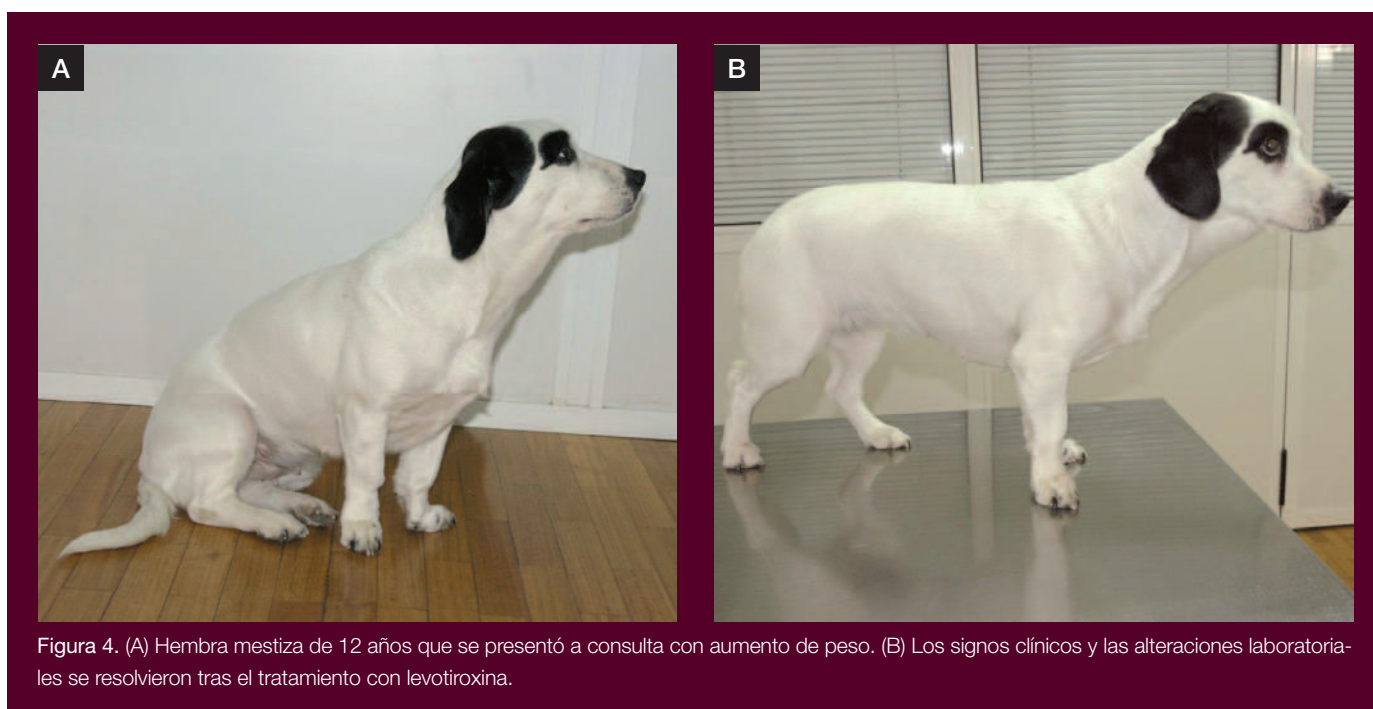 A
B
Figura 4. (A) Hembra mestiza de 12 años que se presentó a consulta con aumento de peso. (B) Los signos clínicos y las alteraciones laboratoria-
les se resolvieron tras el tratamiento con levotiroxina.